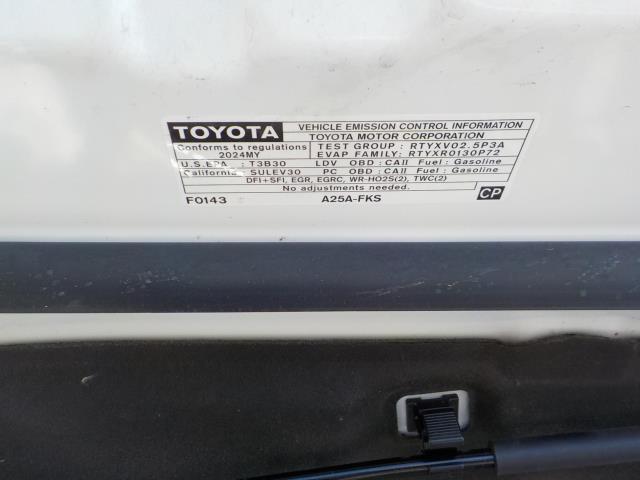 TOYOTA
VEHICLE EMISSION CONTROL INFORMATION
TOYOTA MOTOR CORPORATION
Conforms to regulations
2024MY
TEST GROUP : RTYXV02.5P3A
EVAP FAMILY: RTYXR0130P72
U.S.EPA : T3B30 LDV OBD : CAII Fuel : Gasoline
California: SULEV30 PC OBD : CAII Fuel : Gasoline
DFI+SFI, EGR, EGRC, WR-HO2S(2), TWC(2)
No adjustments needed.
F0143 A25A-FKS CP